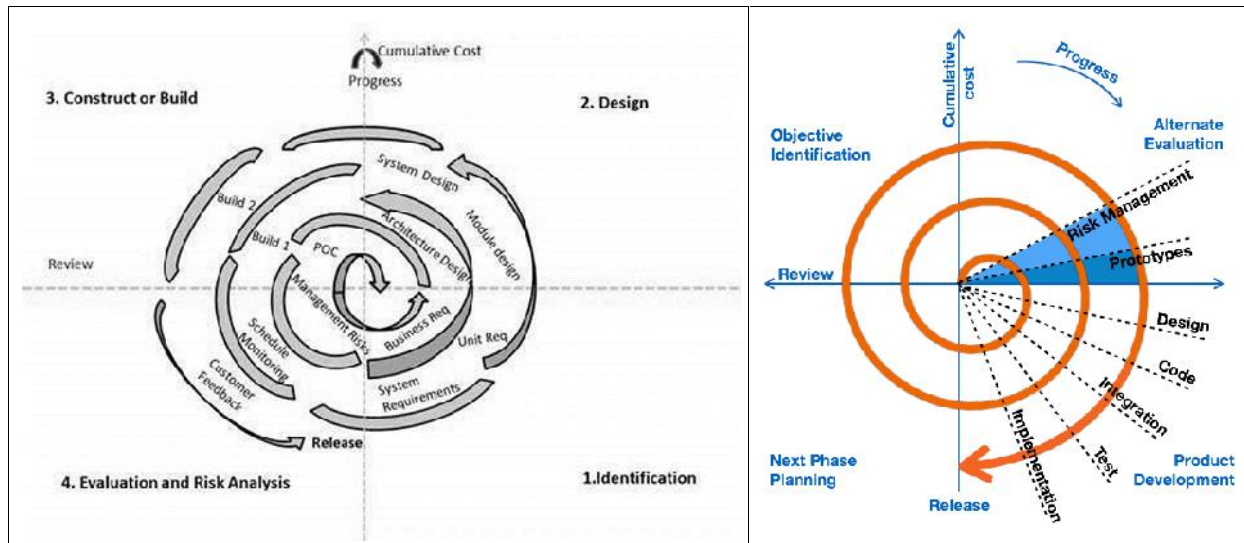 Cumulative Cost
Progress
3. Construct or Build
2. Design
System Design
Build 2
Module design
Architecture Design
Build 1
POC
Review
Management Risks
Business Req
Unit Req
Schedule
Monitoring
System
Requirements
Customer
Feedback
Release
4. Evaluation and Risk Analysis
1.Identification
Cumulative
cost
Progress
Objective
Identification
Alternate
Evaluation
Risk Management
Prototypes
Review
Design
Code
Integration
Implementation
Test
Next Phase
Planning
Product
Development
Release